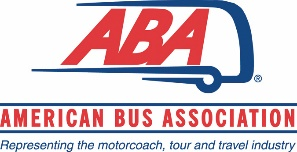 ABA®
AMERICAN BUS ASSOCIATION
Representing the motorcoach, tour and travel industry